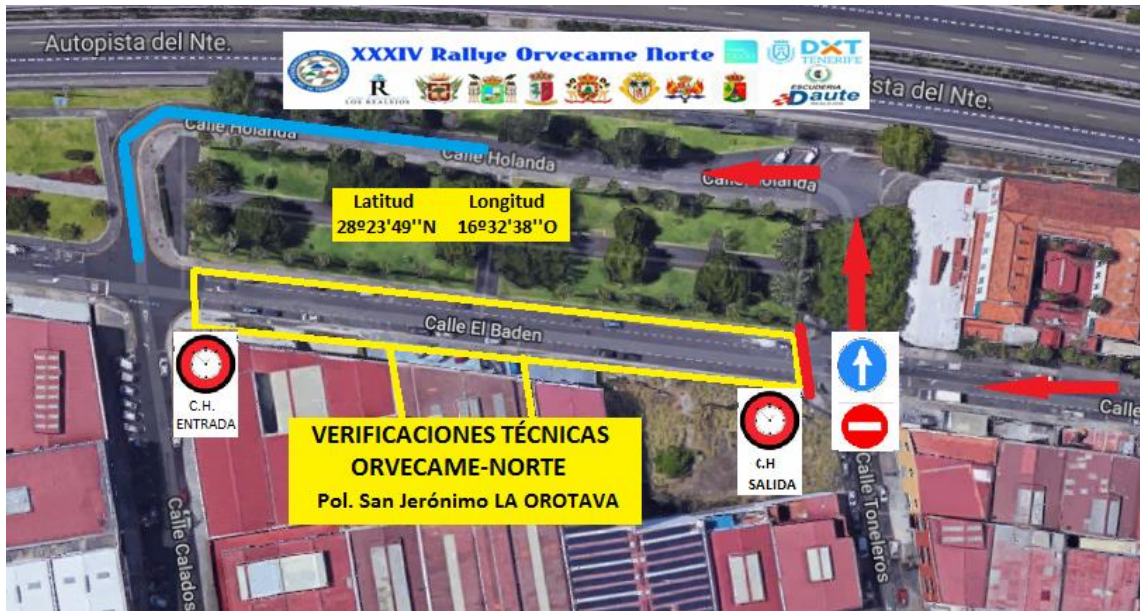 Autopista del Nte.
XXXIV Rallye Orvecame Norte
DXT
TENERIFE
R
LOS REALEJOS
ESCUDERIA
Daute
sta del Nte.
Calle Holanda
Calle Holanda
Calle Holanda
Latitud Longitud
28º23'49''N 16º32'38''O
Calle El Baden
C.H.
ENTRADA
C.H
SALIDA
Calle
VERIFICACIONES TÉCNICAS
ORVECAME-NORTE
Pol. San Jerónimo LA OROTAVA
Calle Calados
Calle Toneleros